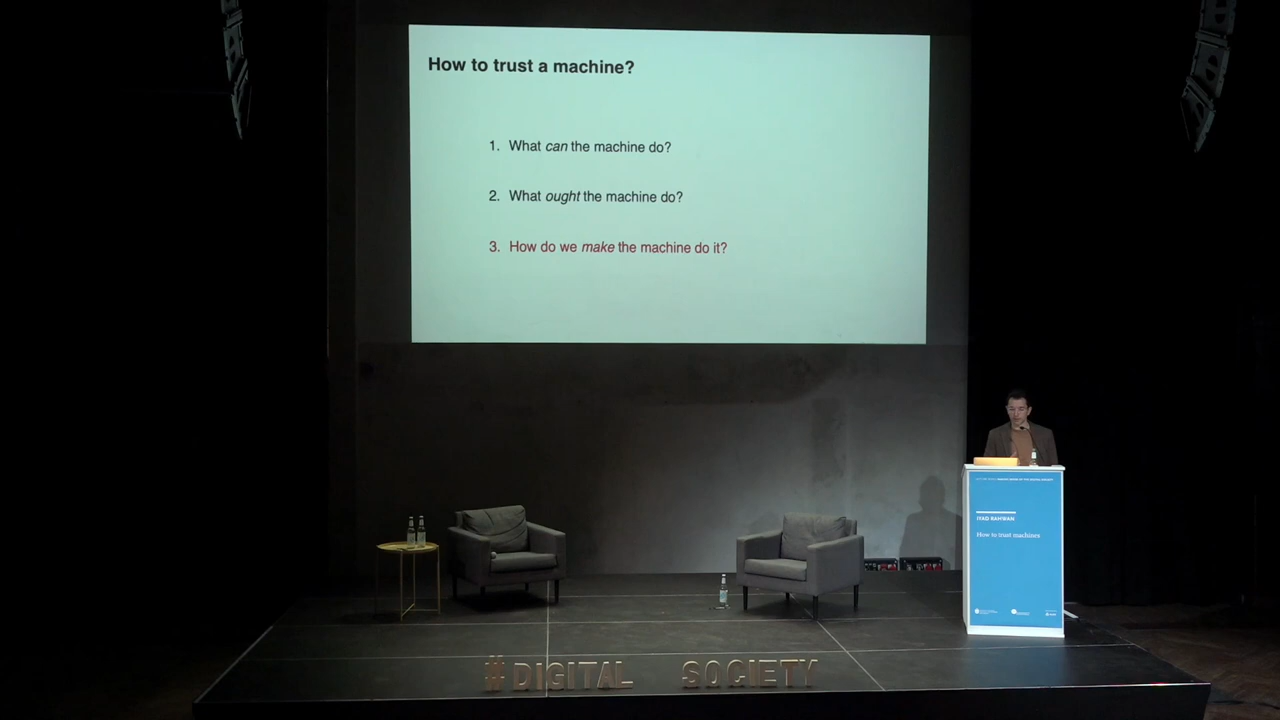 How to trust a machine?
1. What can the machine do?
2. What ought the machine do?
3. How do we make the machine do it?
IYAD RAHWAN
How to trust machines
#DIGITAL SOCIETY